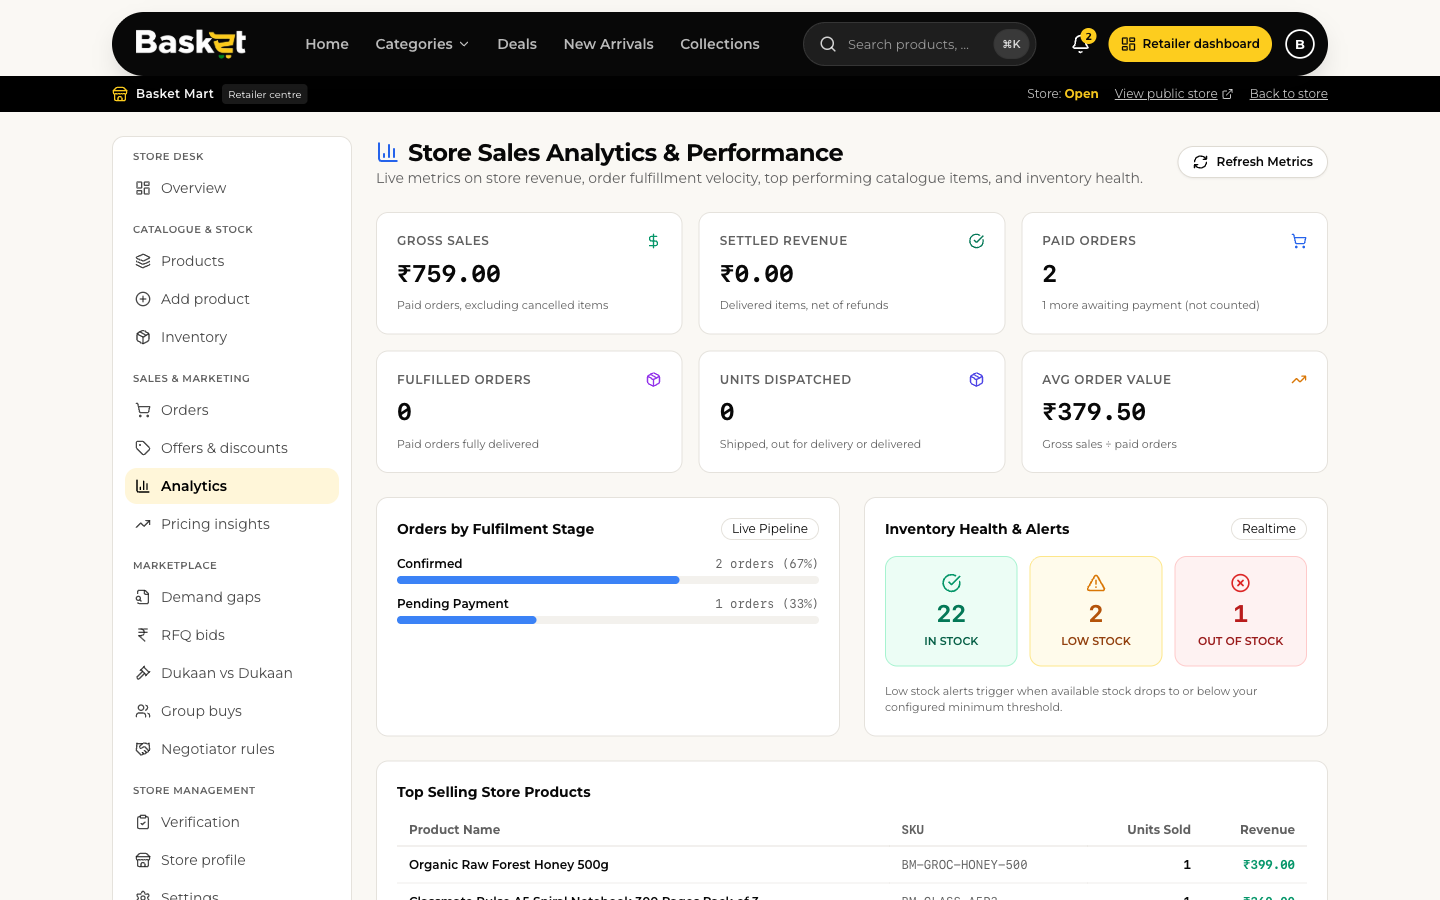 Basket
Home
Categories
Deals
New Arrivals
Collections
Search products, ...
⌘K
2
Retailer dashboard
B
Basket Mart
Retailer centre
Store: Open
View public store
Back to store
STORE DESK
Overview
CATALOGUE & STOCK
Products
Add product
Inventory
SALES & MARKETING
Orders
Offers & discounts
Analytics
Pricing insights
MARKETPLACE
Demand gaps
RFQ bids
Dukaan vs Dukaan
Group buys
Negotiator rules
STORE MANAGEMENT
Verification
Store profile
Settings
Store Sales Analytics & Performance
Live metrics on store revenue, order fulfillment velocity, top performing catalogue items, and inventory health.
Refresh Metrics
GROSS SALES
₹759.00
Paid orders, excluding cancelled items
SETTLED REVENUE
₹0.00
Delivered items, net of refunds
PAID ORDERS
2
1 more awaiting payment (not counted)
FULFILLED ORDERS
0
Paid orders fully delivered
UNITS DISPATCHED
0
Shipped, out for delivery or delivered
AVG ORDER VALUE
₹379.50
Gross sales ÷ paid orders
Orders by Fulfilment Stage
Live Pipeline
Confirmed
2 orders (67%)
Pending Payment
1 orders (33%)
Inventory Health & Alerts
Realtime
22
IN STOCK
2
LOW STOCK
1
OUT OF STOCK
Low stock alerts trigger when available stock drops to or below your
configured minimum threshold.
Top Selling Store Products
Product Name
SKU
Units Sold
Revenue
Organic Raw Forest Honey 500g
BM-GROC-HONEY-500
1
₹399.00